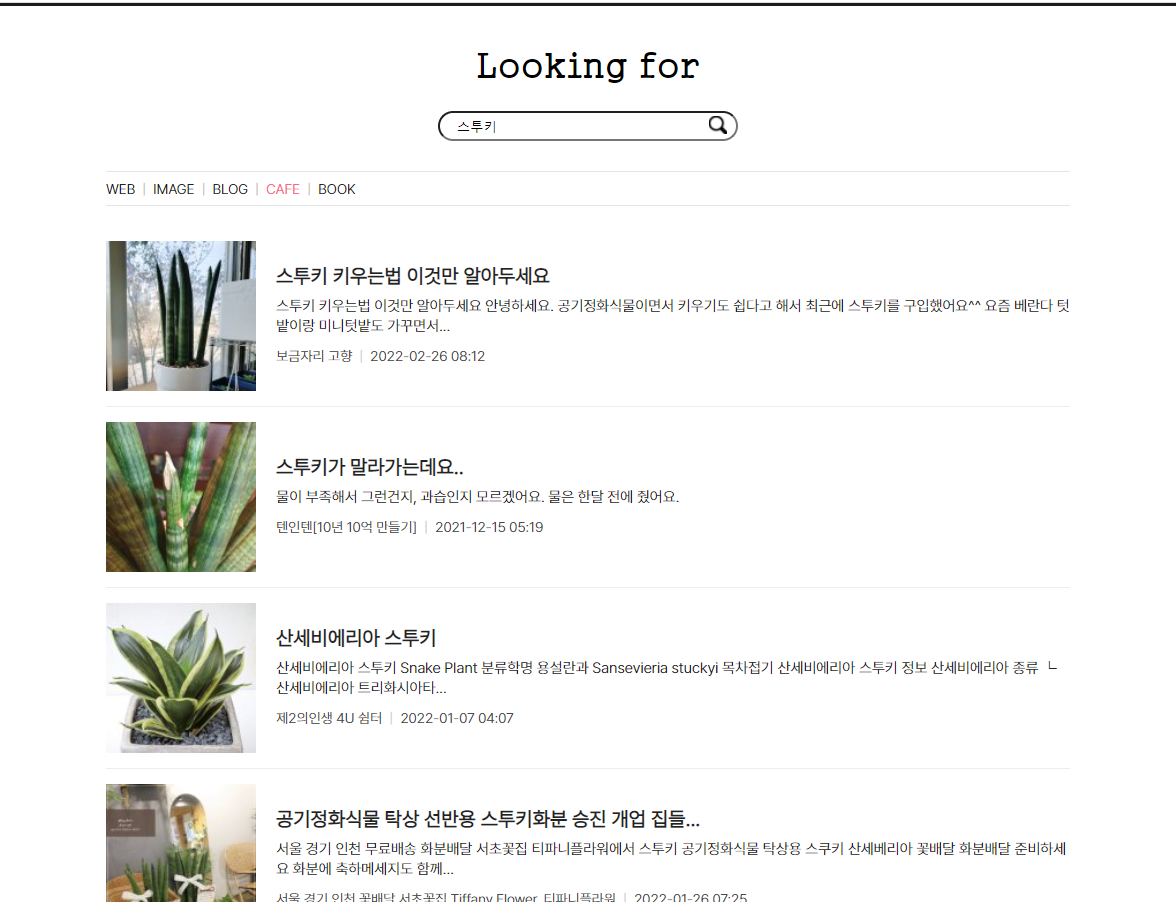 Looking for
스투키
WEB | IMAGE | BLOG | CAFE | BOOK
스투키 키우는법 이것만 알아두세요
스투키 키우는법 이것만 알아두세요 안녕하세요. 공기정화식물이면서 키우기도 쉽다고 해서 최근에 스투키를 구입했어요^^ 요즘 베란다 텃
밭이랑 미니텃밭도 가꾸면서...
보금자리 고향 | 2022-02-26 08:12
스투키가 말라가는데요..
물이 부족해서 그런건지, 과습인지 모르겠어요. 물은 한달 전에 줬어요.
텐인텐[10년 10억 만들기] | 2021-12-15 05:19
산세비에리아 스투키
산세비에리아 스투키 Snake Plant 분류학명 용설란과 Sansevieria stuckyi 목차접기 산세비에리아 스투키 정보 산세비에리아 종류 ㄴ
산세비에리아 트리화시아타...
제2의인생 4U 쉼터 | 2022-01-07 04:07
공기정화식물 탁상 선반용 스투키화분 승진 개업 집들...
서울 경기 인천 무료배송 화분배달 서초꽃집 티파니플라워에서 스투키 공기정화식물 탁상용 스쿠키 산세베리아 꽃배달 화분배달 준비하세
요 화분에 축하메세지도 함께...
서울 경기 인천 꽃배달 서초꽃집 Tiffany Flower. 티파니플라워 | 2022-01-26 07:25